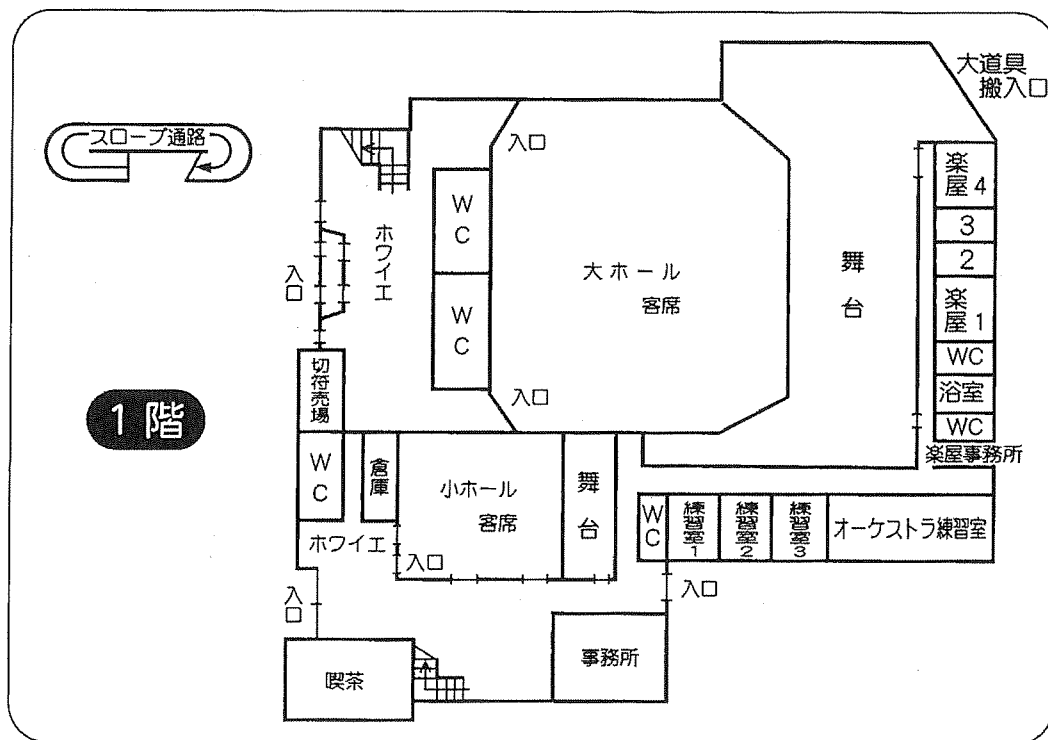 スロープ通路
1階
大道具
搬入口
入口
ホワイエ
WC
WC
入口
入口
大ホール
客席
舞台
楽屋4
3
2
楽屋1
WC
浴室
WC
楽屋事務所
切符売場
WC
倉庫
小ホール
客席
舞台
ホワイエ
入口
入口
WC
練習室1
練習室2
練習室3
オーケストラ練習室
入口
事務所
喫茶